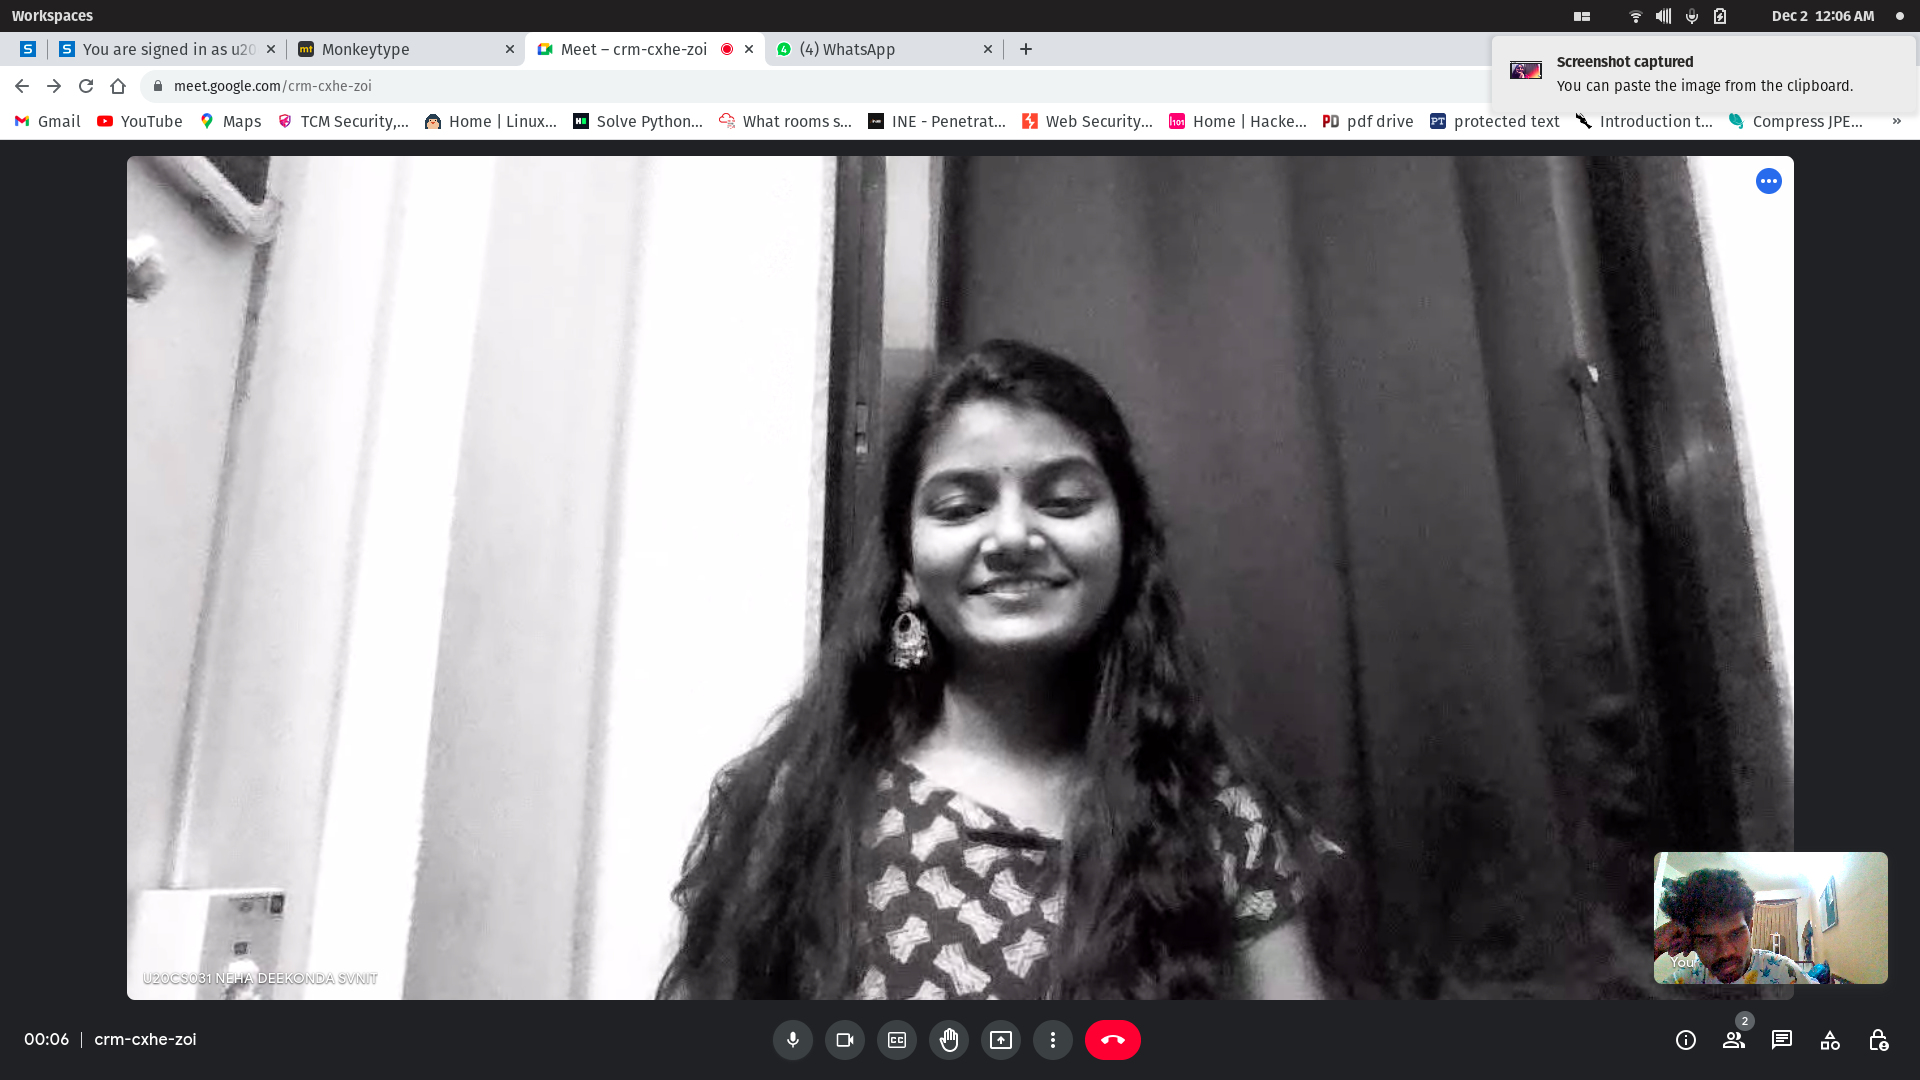 Workspaces
Dec 2 12:06 AM
You are signed in as u20
Monkeytype
Meet – crm-cxhe-zoi
(4) WhatsApp
Screenshot captured
You can paste the image from the clipboard.
meet.google.com/crm-cxhe-zoi
Gmail
YouTube
Maps
TCM Security,...
Home | Linux...
Solve Python...
What rooms s...
INE - Penetrat...
Web Security...
Home | Hacke...
pdf drive
protected text
Introduction t...
Compress JPE...
U20CS031 NEHA DEEKONDA SVNIT
You
00:06 | crm-cxhe-zoi
2